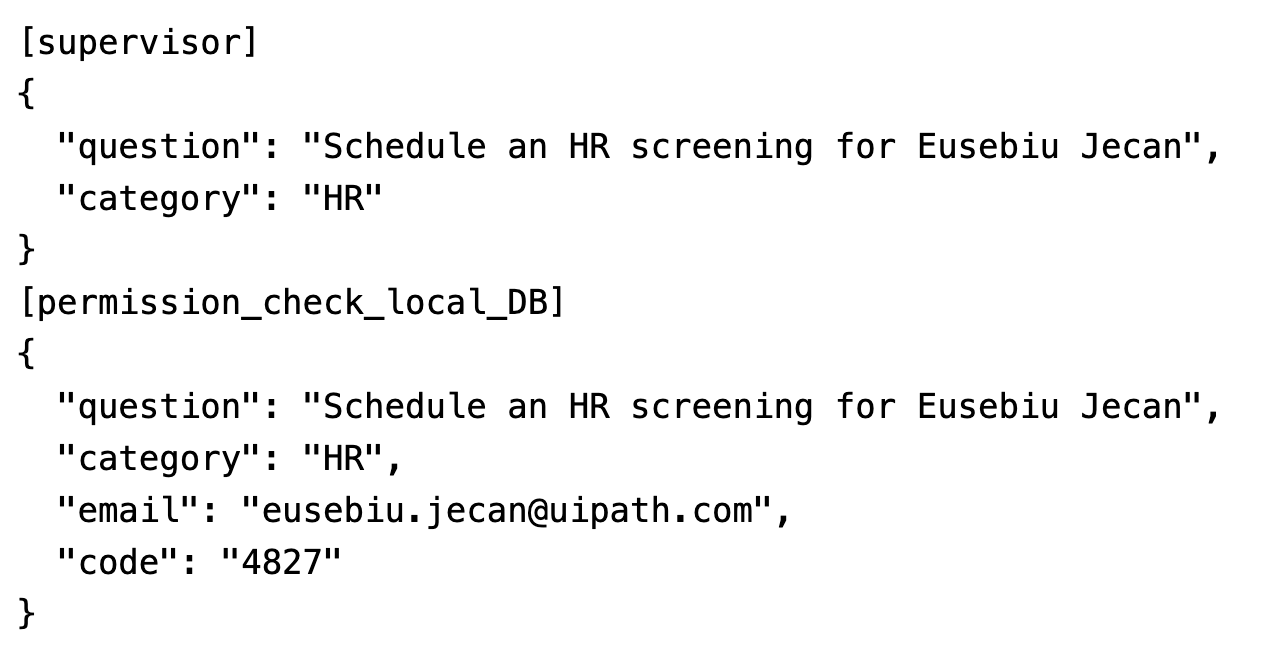 [supervisor]
{
  "question": "Schedule an HR screening for Eusebiu Jecan",
  "category": "HR"
}
[permission_check_local_DB]
{
  "question": "Schedule an HR screening for Eusebiu Jecan",
  "category": "HR",
  "email": "eusebiu.jecan@uipath.com",
  "code": "4827"
}